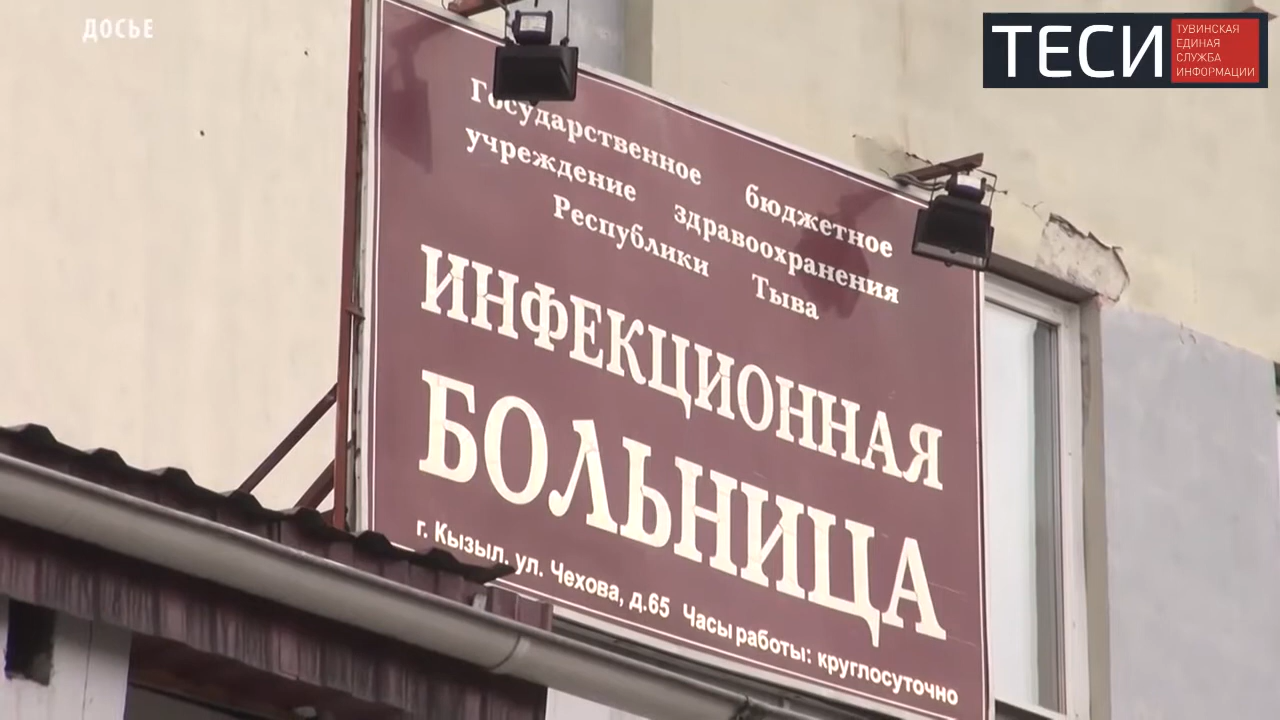 ДОСЬЕ
ТЕСИ
ТУВИНСКАЯ
ЕДИНАЯ
СЛУЖБА
ИНФОРМАЦИИ
Государственное бюджетное
учреждение здравоохранения
Республики Тыва
ИНФЕКЦИОННАЯ
БОЛЬНИЦА
г. Кызыл. ул. Чехова, д.65 Часы работы: круглосуточно